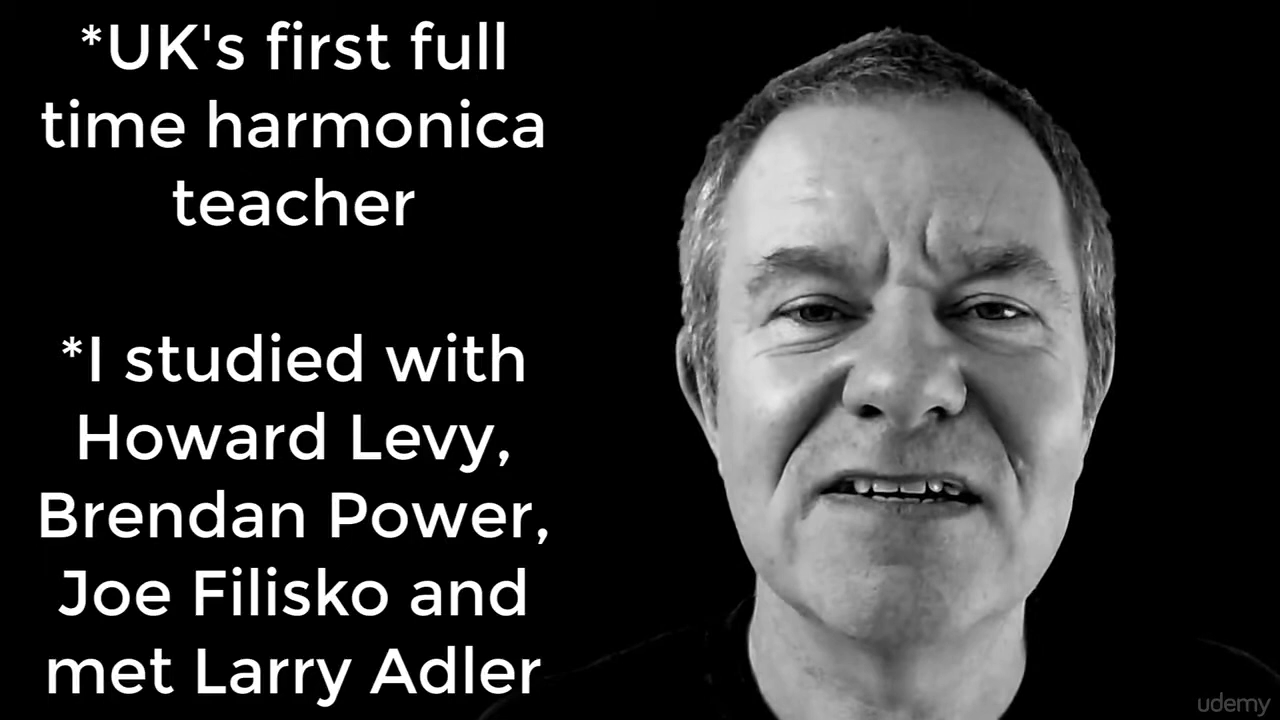 *UK's first full
time harmonica
teacher
*I studied with
Howard Levy,
Brendan Power,
Joe Filisko and
met Larry Adler
udemy